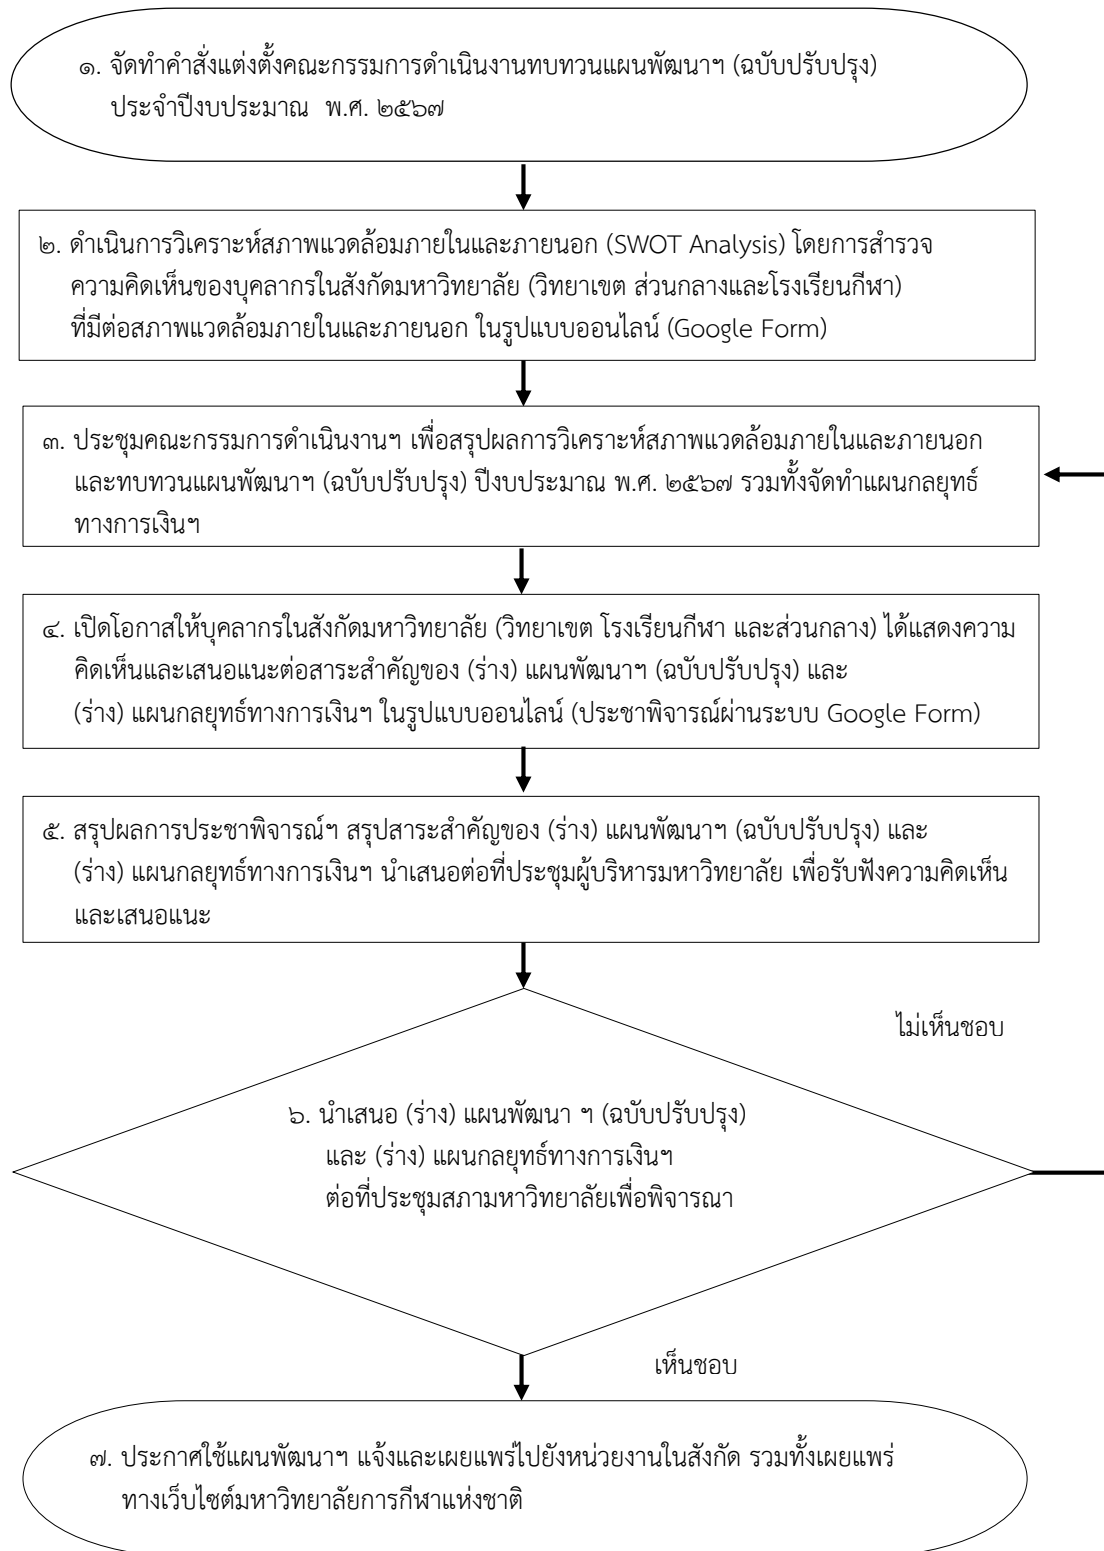 ๑. จัดทำคำสั่งแต่งตั้งคณะกรรมการดำเนินงานทบทวนแผนพัฒนาฯ (ฉบับปรับปรุง)
ประจำปีงบประมาณ พ.ศ. ๒๕๖๗
๒. ดำเนินการวิเคราะห์สภาพแวดล้อมภายในและภายนอก (SWOT Analysis) โดยการสำรวจ
ความคิดเห็นของบุคลากรในสังกัดมหาวิทยาลัย (วิทยาเขต ส่วนกลางและโรงเรียนกีฬา)
ที่มีต่อสภาพแวดล้อมภายในและภายนอก ในรูปแบบออนไลน์ (Google Form)
๓. ประชุมคณะกรรมการดำเนินงานฯ เพื่อสรุปผลการวิเคราะห์สภาพแวดล้อมภายในและภายนอก
และทบทวนแผนพัฒนาฯ (ฉบับปรับปรุง) ปีงบประมาณ พ.ศ. ๒๕๖๗ รวมทั้งจัดทำแผนกลยุทธ์
ทางการเงินฯ
๔. เปิดโอกาสให้บุคลากรในสังกัดมหาวิทยาลัย (วิทยาเขต โรงเรียนกีฬา และส่วนกลาง) ได้แสดงความ
คิดเห็นและเสนอแนะต่อสาระสำคัญของ (ร่าง) แผนพัฒนาฯ (ฉบับปรับปรุง) และ
(ร่าง) แผนกลยุทธ์ทางการเงินฯ ในรูปแบบออนไลน์ (ประชาพิจารณ์ผ่านระบบ Google Form)
๕. สรุปผลการประชาพิจารณ์ฯ สรุปสาระสำคัญของ (ร่าง) แผนพัฒนาฯ (ฉบับปรับปรุง) และ
(ร่าง) แผนกลยุทธ์ทางการเงินฯ นำเสนอต่อที่ประชุมผู้บริหารมหาวิทยาลัย เพื่อรับฟังความคิดเห็น
และเสนอแนะ
ไม่เห็นชอบ
๖. นำเสนอ (ร่าง) แผนพัฒนา ฯ (ฉบับปรับปรุง)
และ (ร่าง) แผนกลยุทธ์ทางการเงินฯ
ต่อที่ประชุมสภามหาวิทยาลัยเพื่อพิจารณา
เห็นชอบ
๗. ประกาศใช้แผนพัฒนาฯ แจ้งและเผยแพร่ไปยังหน่วยงานในสังกัด รวมทั้งเผยแพร่
ทางเว็บไซต์มหาวิทยาลัยการกีฬาแห่งชาติ